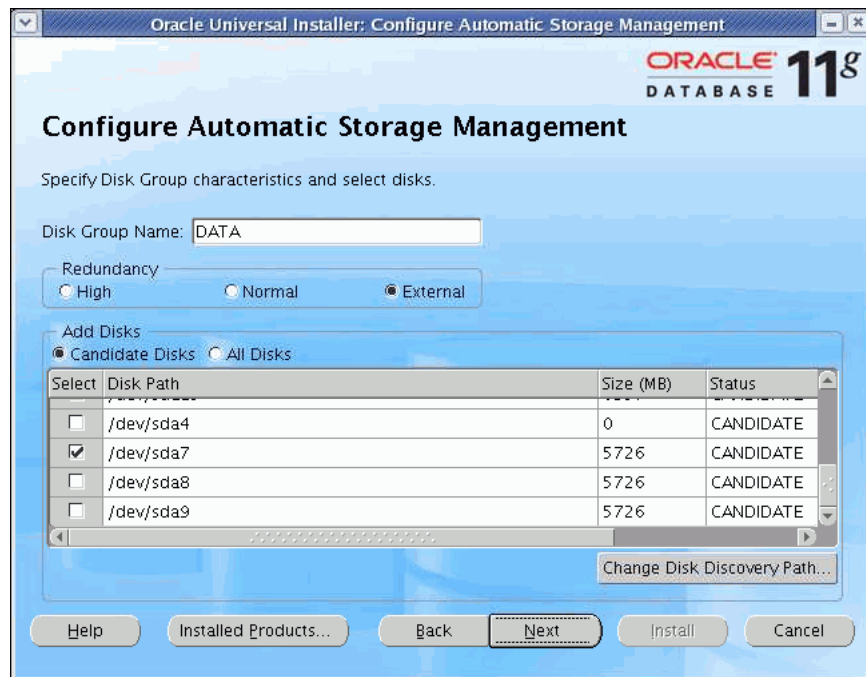 Oracle Universal Installer: Configure Automatic Storage Management
ORACLE 11g
DATABASE
Configure Automatic Storage Management
Specify Disk Group characteristics and select disks.
Disk Group Name: DATA
Redundancy
High Normal External
Add Disks
Candidate Disks All Disks
Select Disk Path Size (MB) Status
/dev/sda4 0 CANDIDATE
/dev/sda7 5726 CANDIDATE
/dev/sda8 5726 CANDIDATE
/dev/sda9 5726 CANDIDATE
Change Disk Discovery Path...
Help Installed Products... Back Next Install Cancel